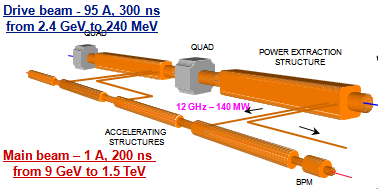 Drive beam - 95 A, 300 ns
from 2.4 GeV to 240 MeV
QUAD
QUAD
POWER EXTRACTION
STRUCTURE
12 GHz – 140 MW
ACCELERATING
STRUCTURES
Main beam – 1 A, 200 ns
from 9 GeV to 1.5 TeV
BPM